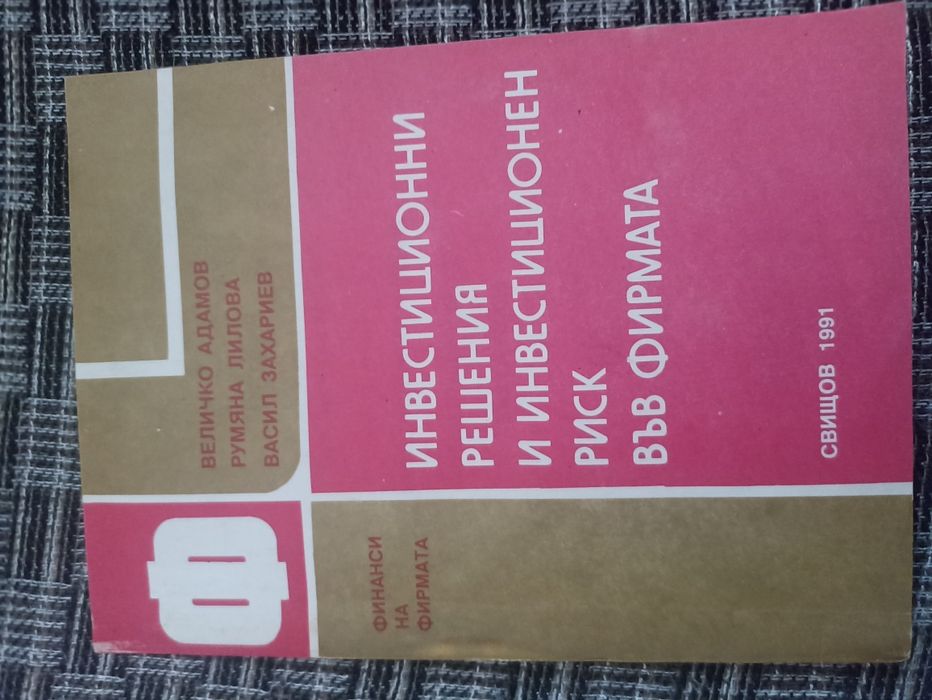 Ф
ВЕЛИЧКО АДАМОВ
РУМЯНА ЛИЛОВА
ВАСИЛ ЗАХАРИЕВ
ФИНАНСИ
НА
ФИРМАТА
ИНВЕСТИЦИОННИ
РЕШЕНИЯ
И ИНВЕСТИЦИОНЕН
РИСК
ВЪВ ФИРМАТА
СВИЩОВ 1991